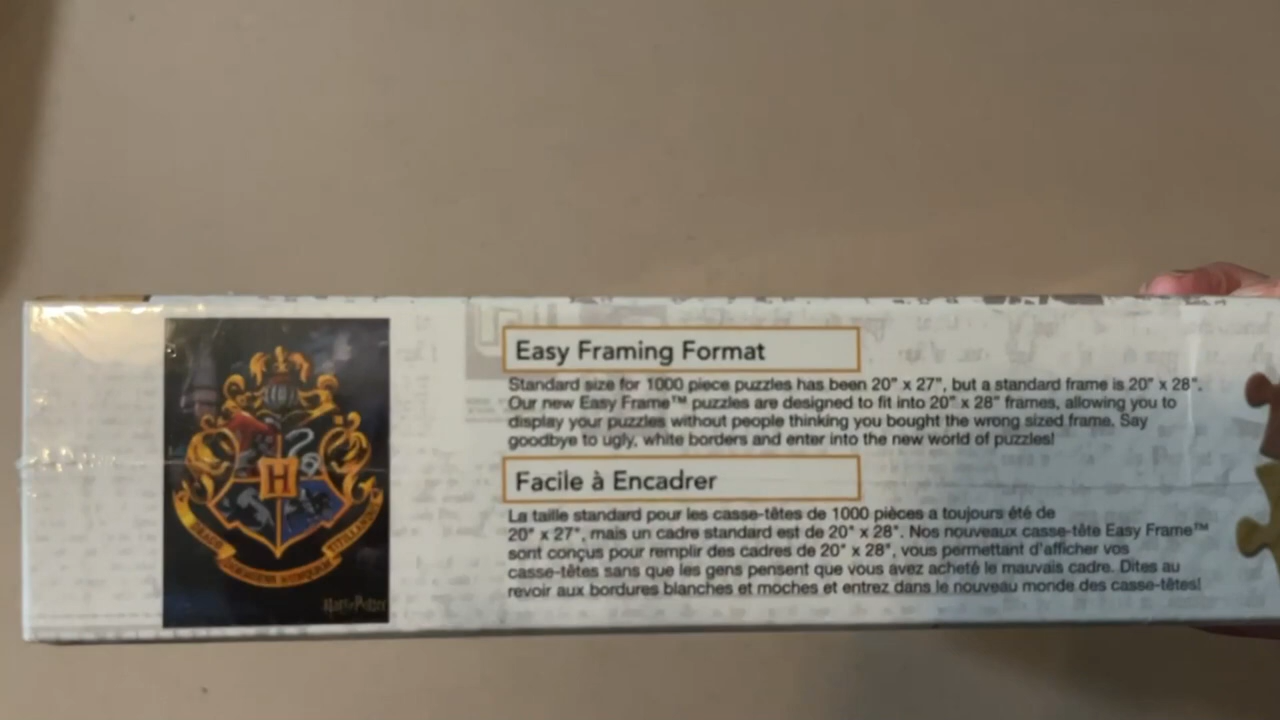 H
DRACO
TITILLANDUS
Harry Potter
Easy Framing Format
Standard size for 1000 piece puzzles has been 20" x 27", but a standard frame is 20" x 28".
Our new Easy Frame™ puzzles are designed to fit into 20" x 28" frames, allowing you to
display your puzzles without people thinking you bought the wrong sized frame. Say
goodbye to ugly, white borders and enter into the new world of puzzles!
Facile à Encadrer
La taille standard pour les casse-têtes de 1000 pièces a toujours été de
20" x 27", mais un cadre standard est de 20" x 28". Nos nouveaux casse-tête Easy Frame™
sont conçus pour remplir des cadres de 20" x 28", vous permettant d'afficher vos
casse-têtes sans que les gens pensent que vous avez acheté le mauvais cadre. Dites au
revoir aux bordures blanches et moches et entrez dans le nouveau monde des casse-têtes!